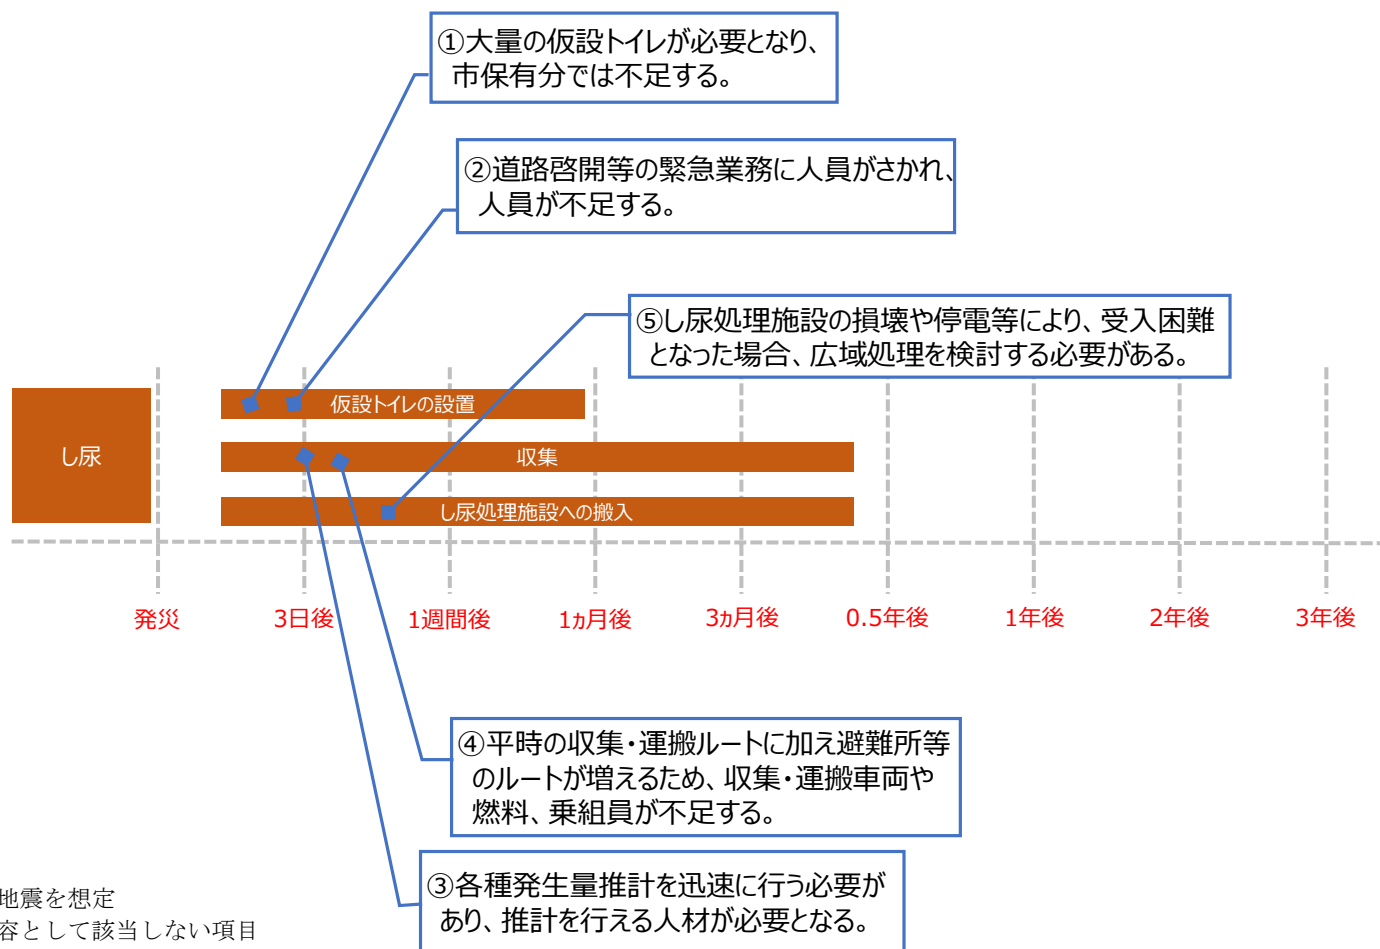 ①大量の仮設トイレが必要となり、
市保有分では不足する。
②道路啓開等の緊急業務に人員がさかれ、
人員が不足する。
⑤し尿処理施設の損壊や停電等により、受入困難
となった場合、広域処理を検討する必要がある。
仮設トイレの設置
し尿
収集
し尿処理施設への搬入
発災
3日後
1週間後
1ヵ月後
3ヵ月後
0.5年後
1年後
2年後
3年後
④平時の収集・運搬ルートに加え避難所等
のルートが増えるため、収集・運搬車両や
燃料、乗組員が不足する。
③各種発生量推計を迅速に行う必要が
あり、推計を行える人材が必要となる。
地震を想定
容として該当しない項目